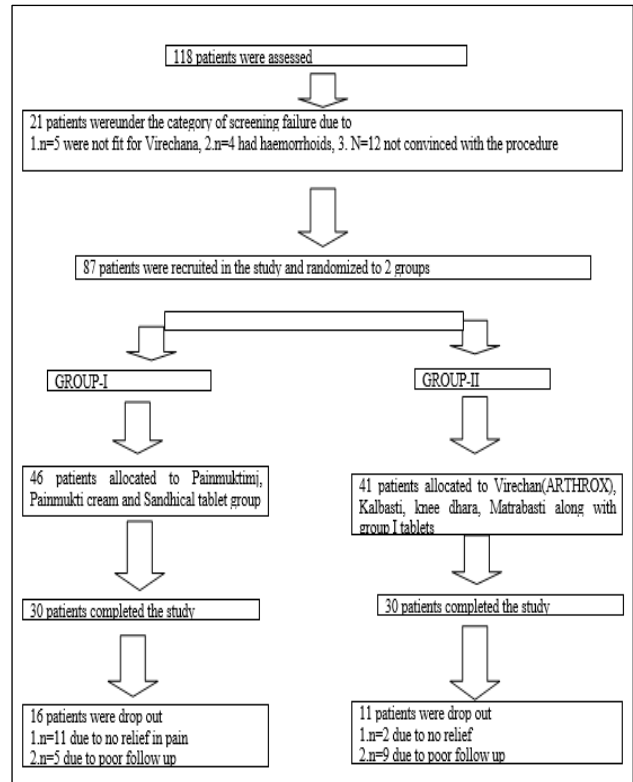 118 patients were assessed
21 patients wereunder the category of screening failure due to
1.n=5 were not fit for Virechana, 2.n=4 had haemorrhoids, 3. N=12 not convinced with the procedure
87 patients were recruited in the study and randomized to 2 groups
GROUP-I
GROUP-II
46 patients allocated to Painmuktimj,
Painmukti cream and Sandhical tablet group
41 patients allocated to Virechan(ARTHROX),
Kalbasti, knee dhara, Matrabasti along with
group I tablets
30 patients completed the study
30 patients completed the study
16 patients were drop out
1.n=11 due to no relief in pain
2.n=5 due to poor follow up
11 patients were drop out
1.n=2 due to no relief
2.n=9 due to poor follow up